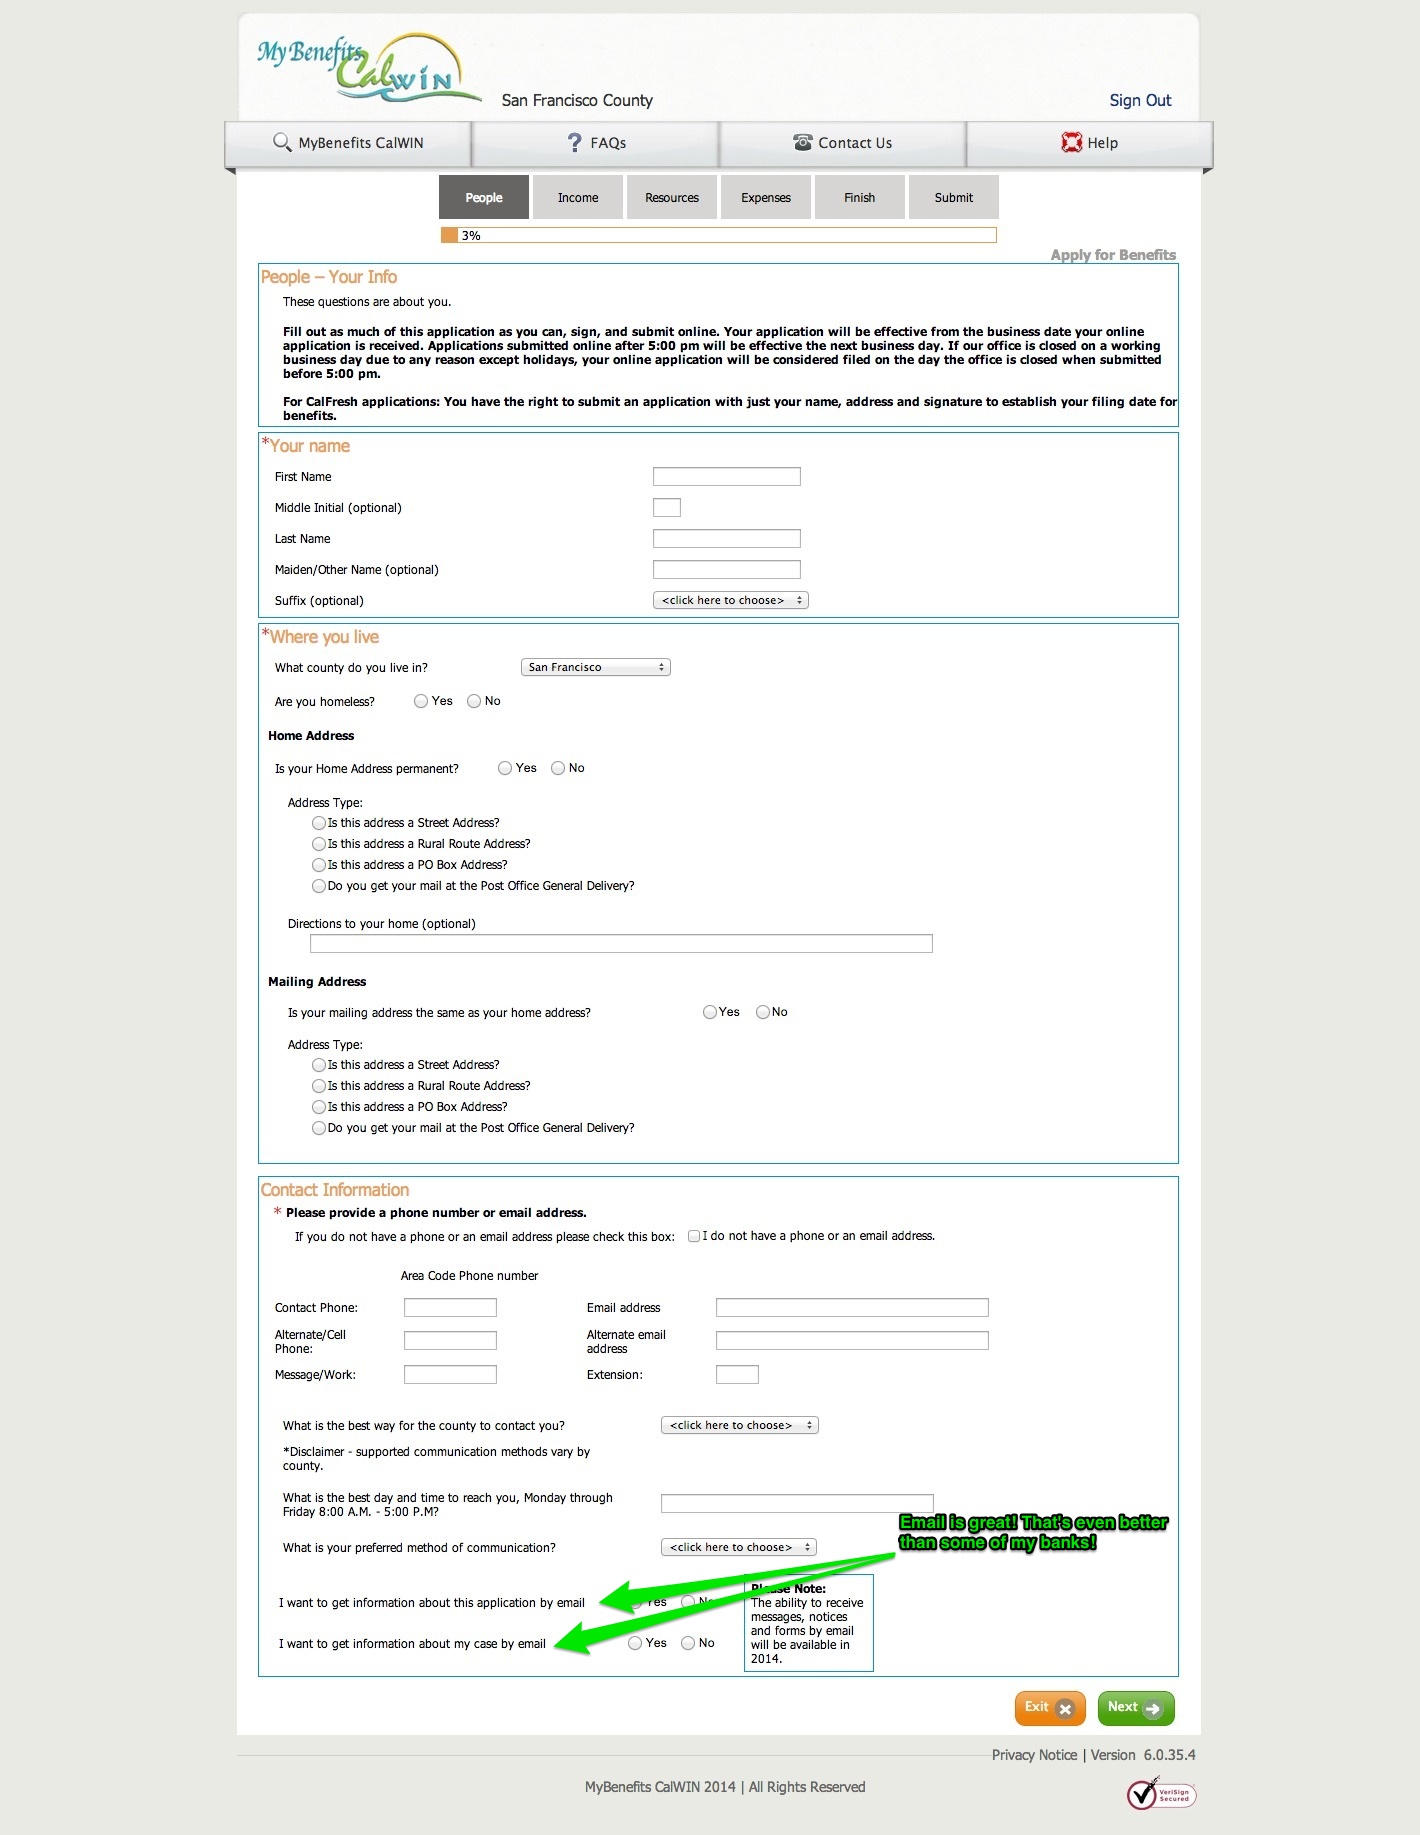 My Benefits CalWIN
San Francisco County
Sign Out
MyBenefits CalWIN
FAQs
Contact Us
Help
People
Income
Resources
Expenses
Finish
Submit
3%
Apply for Benefits
People – Your Info
These questions are about you.
Fill out as much of this application as you can, sign, and submit online. Your application will be effective from the business date your online
application is received. Applications submitted online after 5:00 pm will be effective the next business day. If our office is closed on a working
business day due to any reason except holidays, your online application will be considered filed on the day the office is closed when submitted
before 5:00 pm.
For CalFresh applications: You have the right to submit an application with just your name, address and signature to establish your filing date for
benefits.
*Your name
First Name
Middle Initial (optional)
Last Name
Maiden/Other Name (optional)
Suffix (optional) <click here to choose>
*Where you live
What county do you live in? San Francisco
Are you homeless? Yes No
Home Address
Is your Home Address permanent? Yes No
Address Type:
Is this address a Street Address?
Is this address a Rural Route Address?
Is this address a PO Box Address?
Do you get your mail at the Post Office General Delivery?
Directions to your home (optional)
Mailing Address
Is your mailing address the same as your home address? Yes No
Address Type:
Is this address a Street Address?
Is this address a Rural Route Address?
Is this address a PO Box Address?
Do you get your mail at the Post Office General Delivery?
Contact Information
* Please provide a phone number or email address.
If you do not have a phone or an email address please check this box: I do not have a phone or an email address.
Area Code Phone number
Contact Phone: Email address
Alternate/Cell
Phone:
Alternate email
address
Message/Work: Extension:
What is the best way for the county to contact you? <click here to choose>
*Disclaimer - supported communication methods vary by
county.
What is the best day and time to reach you, Monday through
Friday 8:00 A.M. - 5:00 P.M?
Email is great! That's even better
than some of my banks!
What is your preferred method of communication? <click here to choose>
I want to get information about this application by email Yes No
I want to get information about my case by email Yes No
Please Note:
The ability to receive
messages, notices
and forms by email
will be available in
2014.
Exit
Next
Privacy Notice | Version 6.0.35.4
MyBenefits CalWIN 2014 | All Rights Reserved
VeriSign
Secured